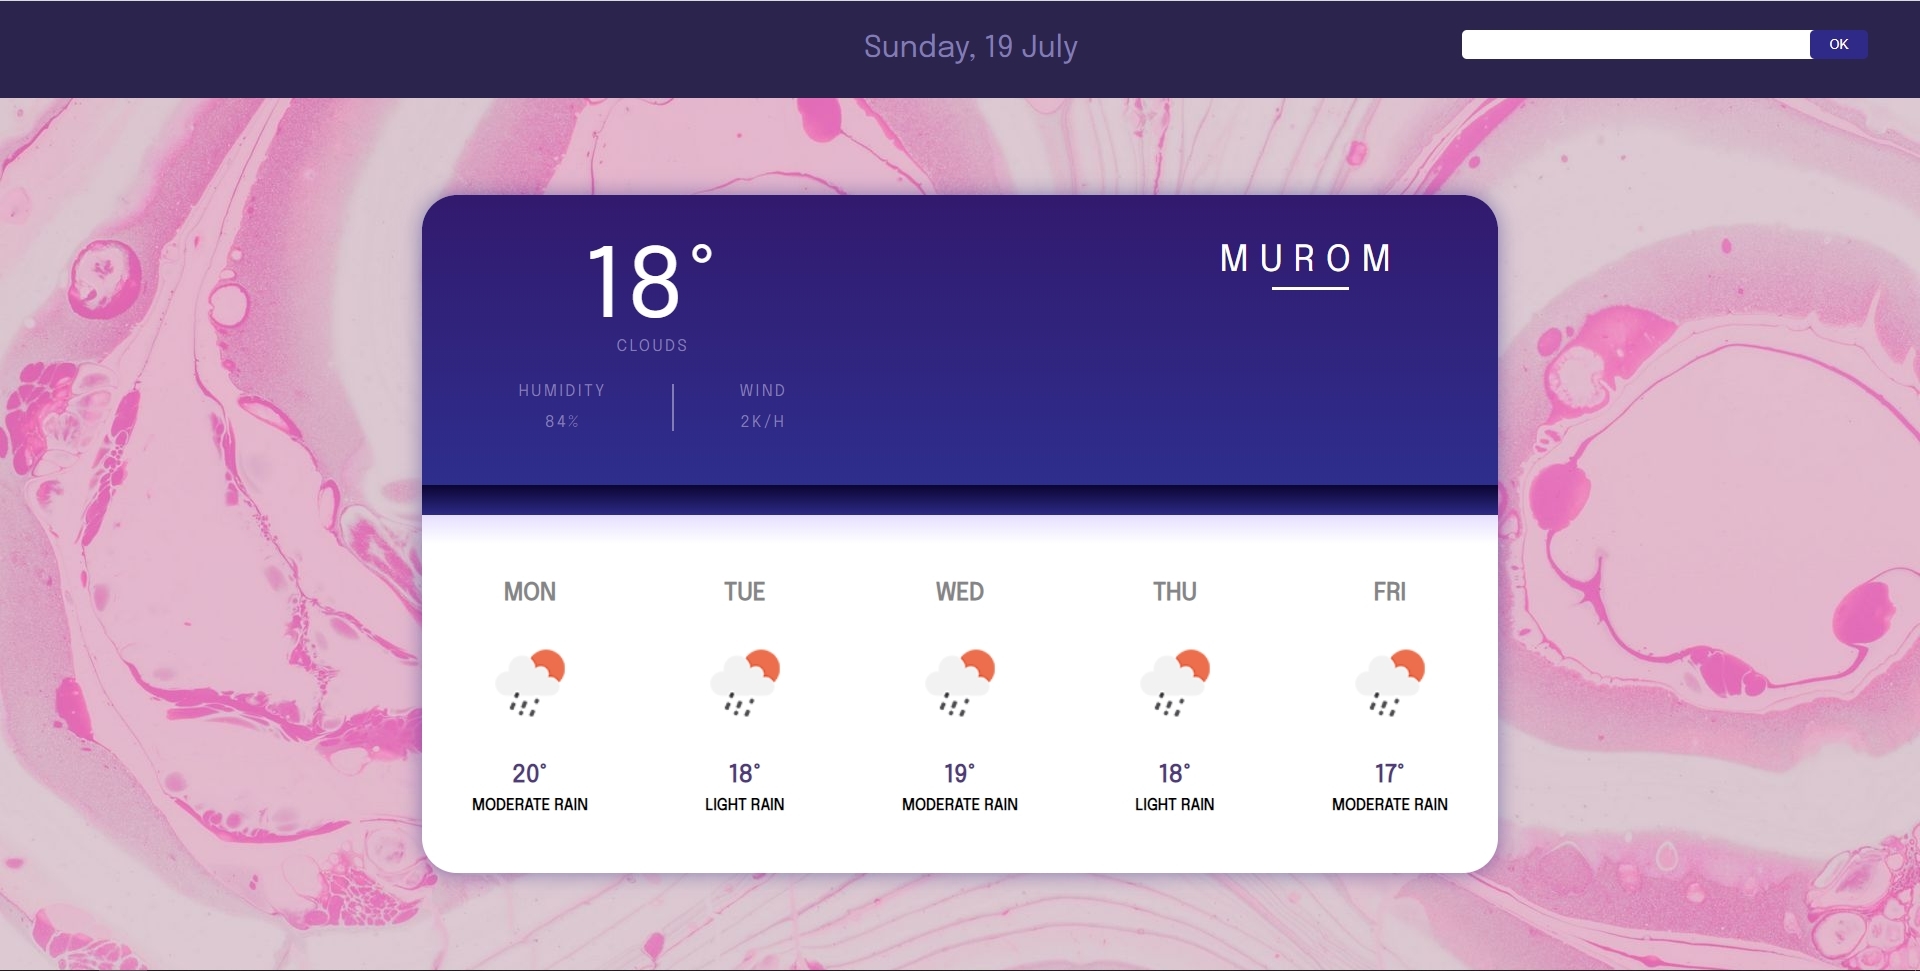 Sunday, 19 July
OK
18°
MUROM
CLOUDS
HUMIDITY
84%
WIND
2K/H
MON
TUE
WED
THU
FRI
20°
18°
19°
18°
17°
MODERATE RAIN
LIGHT RAIN
MODERATE RAIN
LIGHT RAIN
MODERATE RAIN